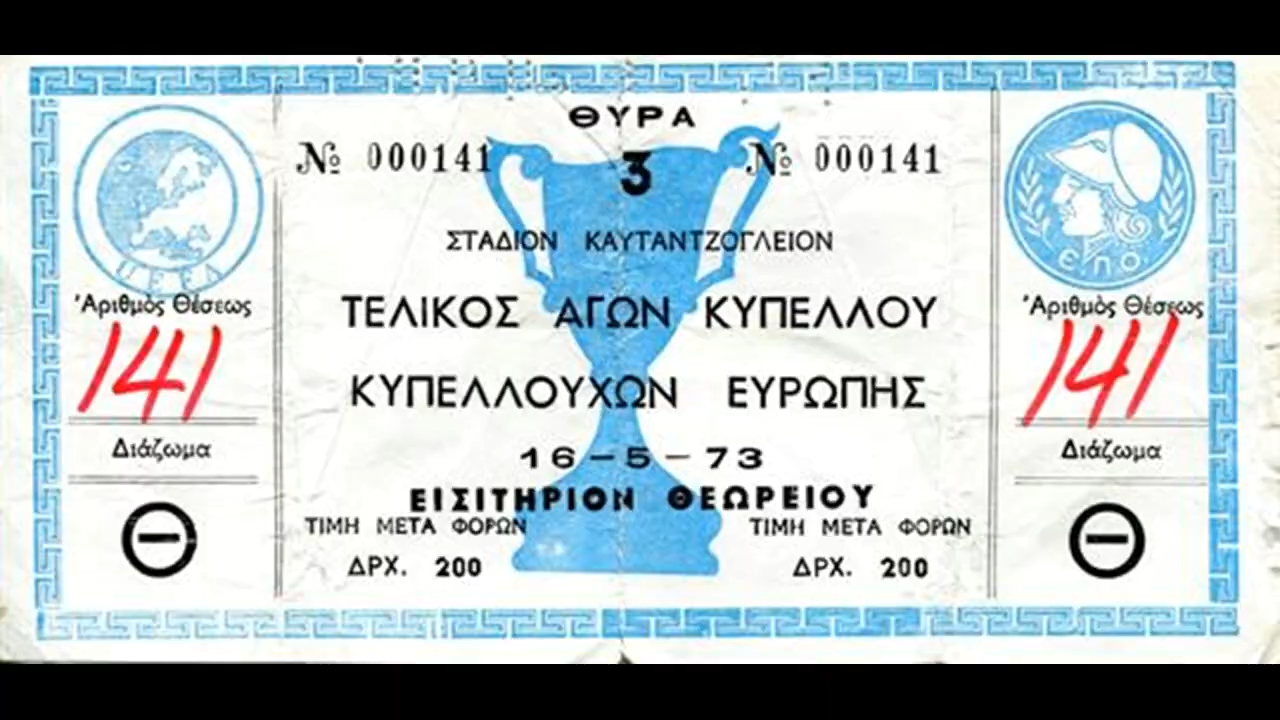 ΘΥΡΑ
№ 000141 3 № 000141
ΣΤΑΔΙΟΝ ΚΑΥΤΑΝΤΖΟΓΛΕΙΟΝ
ΤΕΛΙΚΟΣ ΑΓΩΝ ΚΥΠΕΛΛΟΥ
ΚΥΠΕΛΛΟΥΧΩΝ ΕΥΡΩΠΗΣ
16-5-73
ΕΙΣΙΤΗΡΙΟΝ ΘΕΩΡΕΙΟΥ
ΤΙΜΗ ΜΕΤΑ ΦΟΡΩΝ ΤΙΜΗ ΜΕΤΑ ΦΟΡΩΝ
ΔΡΧ. 200 ΔΡΧ. 200
UEFA
Ἀριθμὸς Θέσεως
141
Διάζωμα
Θ
ΕΠΟ
Ἀριθμὸς Θέσεως
141
Διάζωμα
Θ